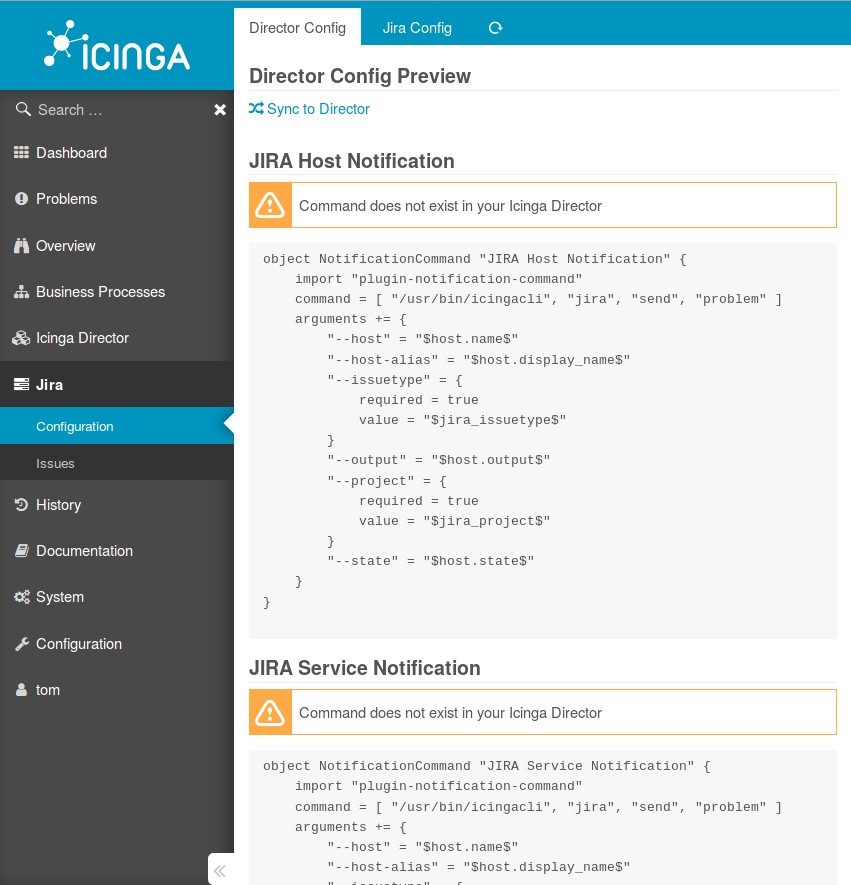 ICINGA
Search …
Dashboard
Problems
Overview
Business Processes
Icinga Director
Jira
Configuration
Issues
History
Documentation
System
Configuration
tom
Director Config
Jira Config
Director Config Preview
Sync to Director
JIRA Host Notification
Command does not exist in your Icinga Director
object NotificationCommand "JIRA Host Notification" {
    import "plugin-notification-command"
    command = [ "/usr/bin/icingacli", "jira", "send", "problem" ]
    arguments += {
        "--host" = "$host.name$"
        "--host-alias" = "$host.display_name$"
        "--issuetype" = {
            required = true
            value = "$jira_issuetype$"
        }
        "--output" = "$host.output$"
        "--project" = {
            required = true
            value = "$jira_project$"
        }
        "--state" = "$host.state$"
    }
}
JIRA Service Notification
Command does not exist in your Icinga Director
object NotificationCommand "JIRA Service Notification" {
    import "plugin-notification-command"
    command = [ "/usr/bin/icingacli", "jira", "send", "problem" ]
    arguments += {
        "--host" = "$host.name$"
        "--host-alias" = "$host.display_name$"
        "--issuetype" = {